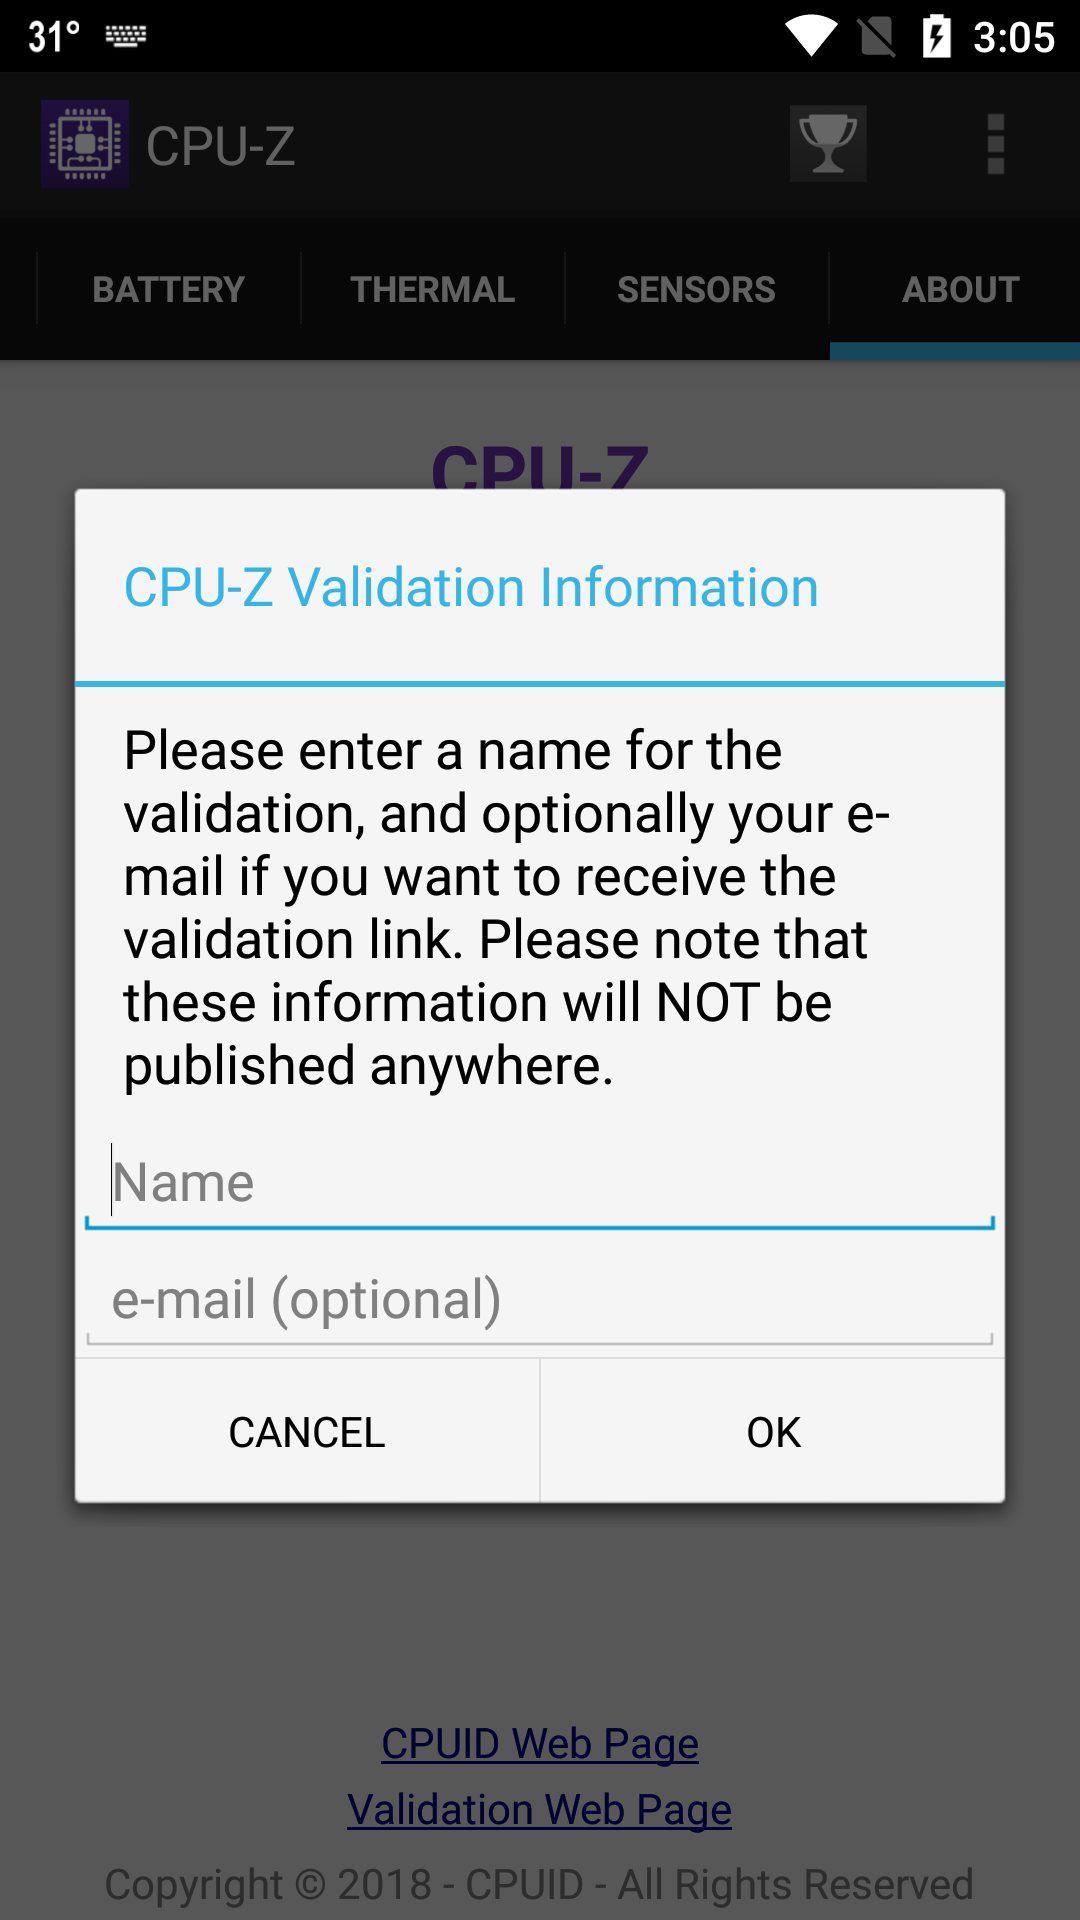 31° 3:05
CPU-Z
BATTERY THERMAL SENSORS ABOUT
CPU-Z
CPU-Z Validation Information
Please enter a name for the
validation, and optionally your e-
mail if you want to receive the
validation link. Please note that
these information will NOT be
published anywhere.
Name
e-mail (optional)
CANCEL OK
CPUID Web Page
Validation Web Page
Copyright © 2018 - CPUID - All Rights Reserved